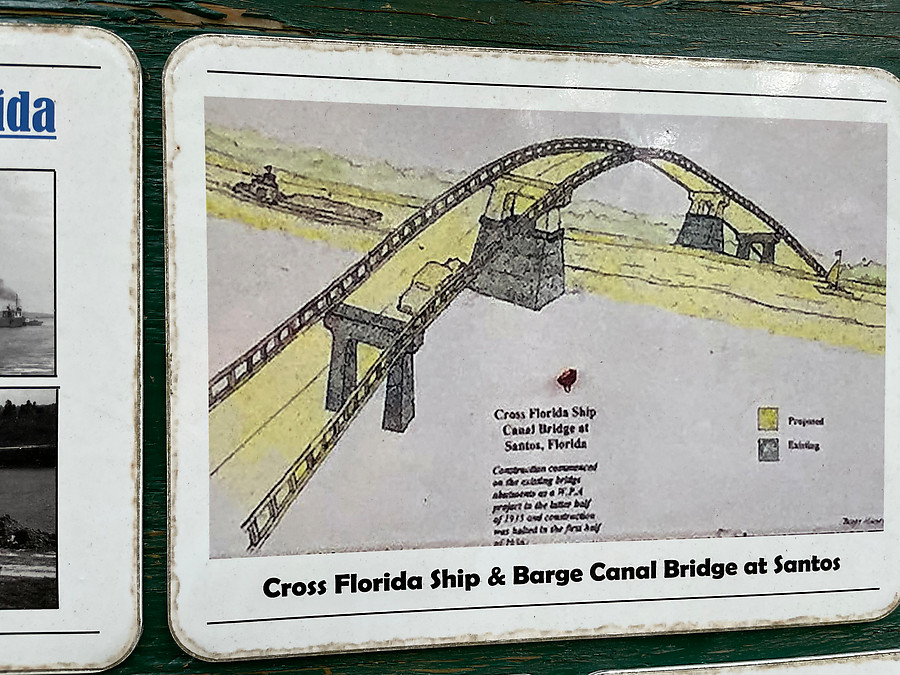 ida
Cross Florida Ship
Canal Bridge at
Santos, Florida
Construction commenced
on the existing bridge
abutments as a W.P.A
project in the latter half
of 1935 and construction
was halted in the first half
of
Proposed
Existing
Cross Florida Ship & Barge Canal Bridge at Santos